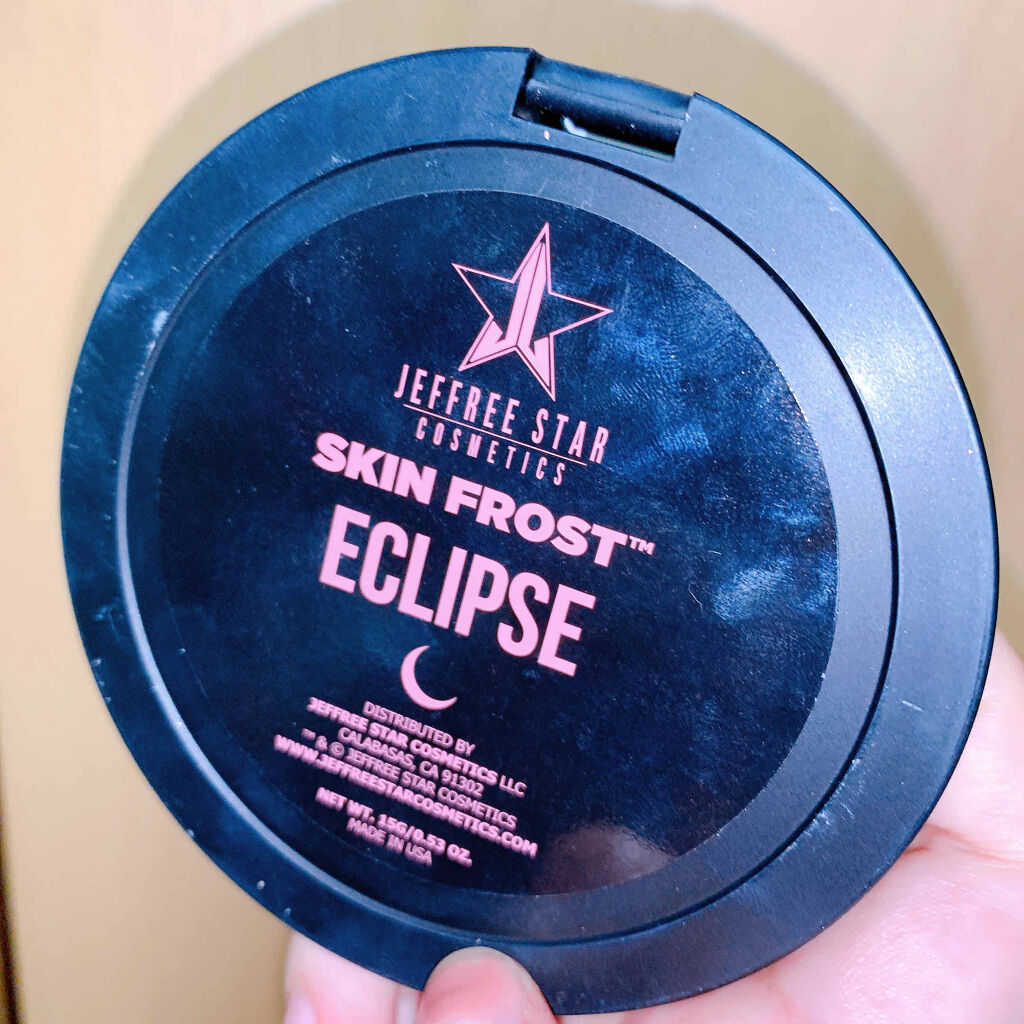 JEFFREE STAR
COSMETICS
SKIN FROST™
ECLIPSE
DISTRIBUTED BY
JEFFREE STAR COSMETICS LLC
CALABASAS, CA 91302
™ & © JEFFREE STAR COSMETICS
WWW.JEFFREESTARCOSMETICS.COM
NET WT. 15G/0.53 OZ.
MADE IN USA